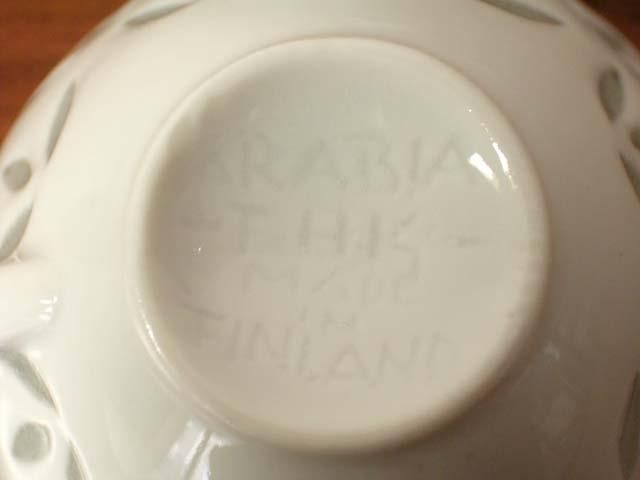 ARABIA
- T H K -
MADE
IN
FINLAND